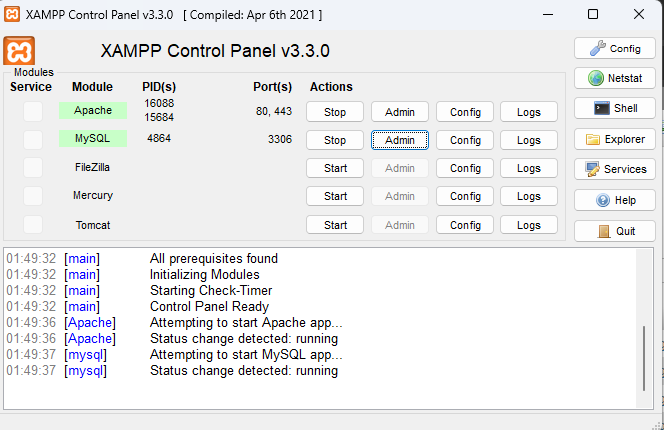 XAMPP Control Panel v3.3.0 [ Compiled: Apr 6th 2021 ]
XAMPP Control Panel v3.3.0
Config
Netstat
Shell
Explorer
Services
Help
Quit
Modules
Service Module PID(s) Port(s) Actions
Apache 16088 15684 80, 443 Stop Admin Config Logs
MySQL 4864 3306 Stop Admin Config Logs
FileZilla Start Admin Config Logs
Mercury Start Admin Config Logs
Tomcat Start Admin Config Logs
01:49:32 [main] All prerequisites found
01:49:32 [main] Initializing Modules
01:49:32 [main] Starting Check-Timer
01:49:32 [main] Control Panel Ready
01:49:36 [Apache] Attempting to start Apache app...
01:49:36 [Apache] Status change detected: running
01:49:37 [mysql] Attempting to start MySQL app...
01:49:37 [mysql] Status change detected: running